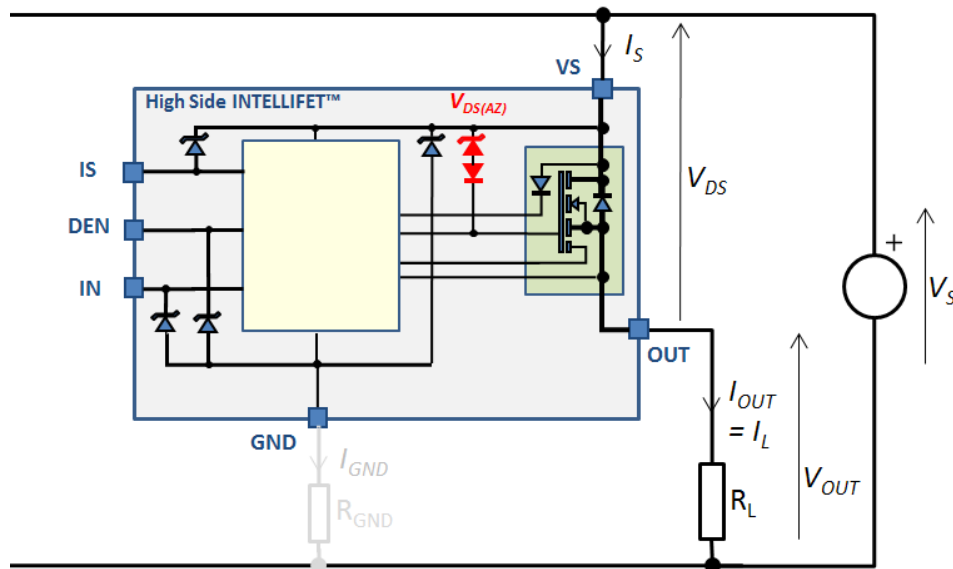 I_S
VS
High Side INTELLIFET™
V_DS(AZ)
IS
V_DS
DEN
+
IN
V_S
OUT
I_OUT
= I_L
GND
I_GND
V_OUT
R_L
R_GND